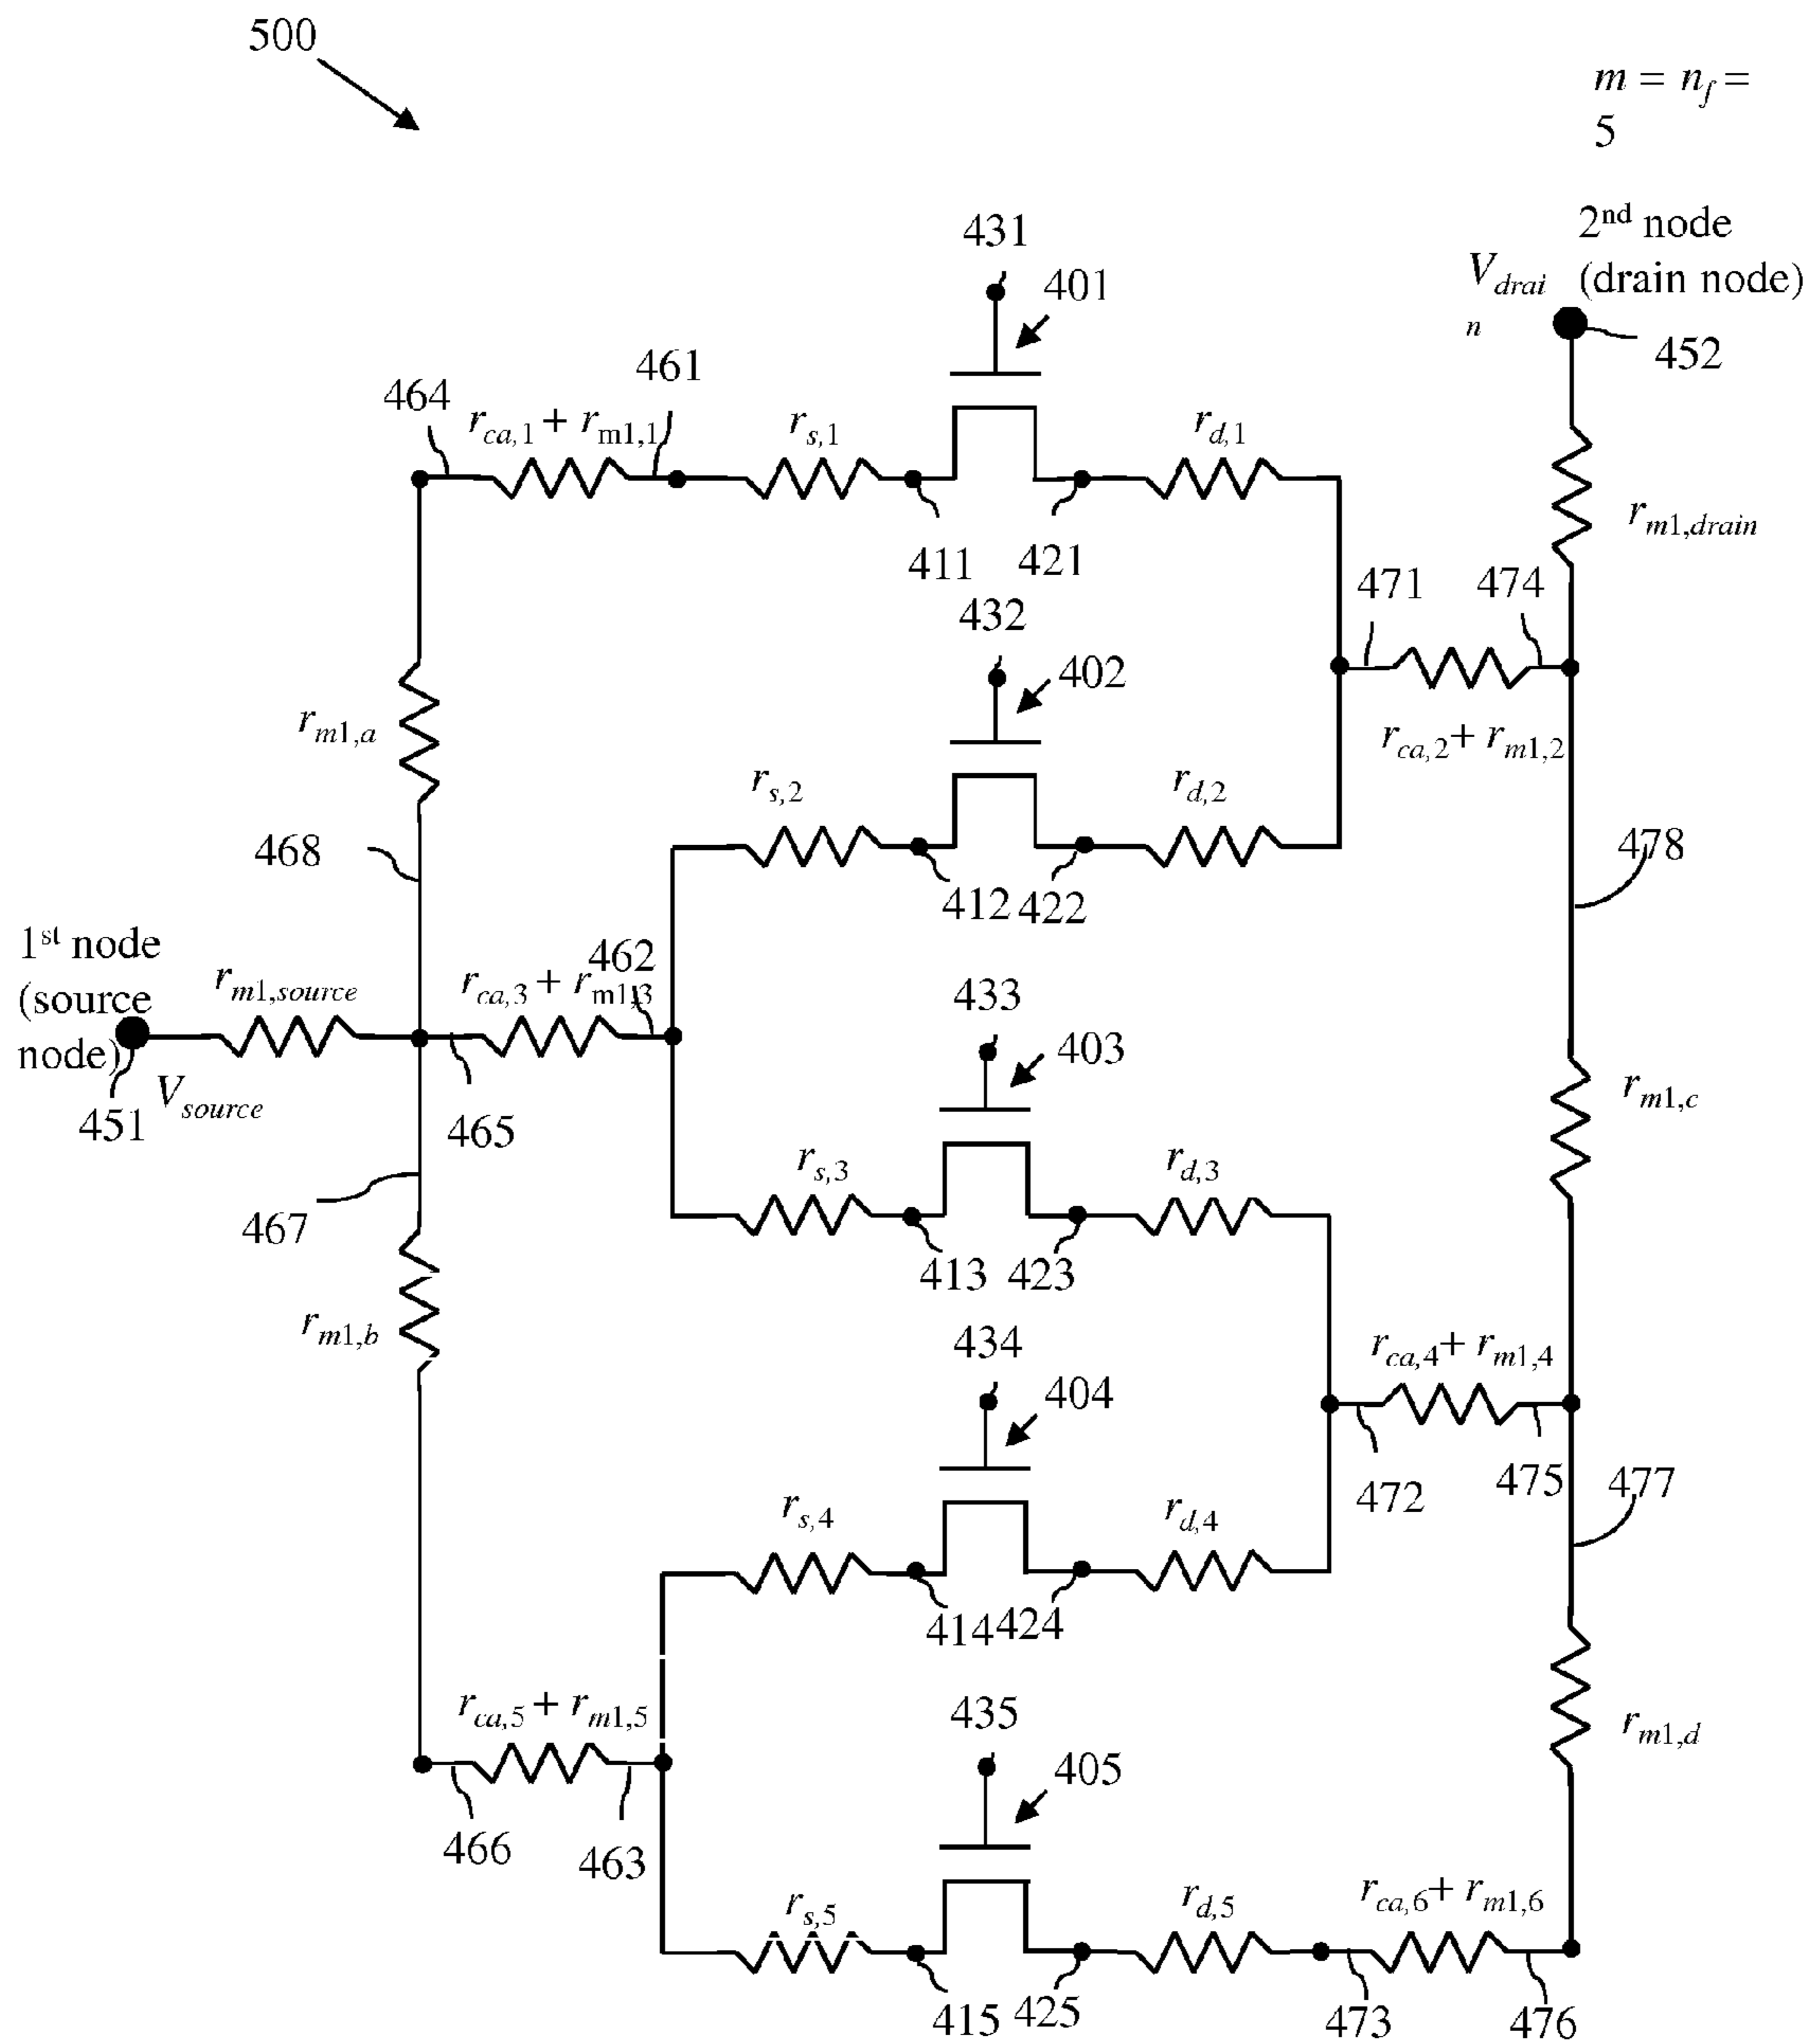 500
m = n_f =
5
2nd node
(drain node)
V_drai
n
452
431
401
464
461
r_ca,1 + r_m1,1
r_s,1
r_d,1
r_m1,drain
411
421
471
474
432
402
r_m1,a
r_ca,2 + r_m1,2
r_s,2
r_d,2
468
478
412
422
1st node
(source
node)
r_m1,source
462
r_ca,3 + r_m1,3
433
403
r_m1,c
V_source
451
465
r_s,3
r_d,3
467
413
423
r_m1,b
434
404
r_ca,4 + r_m1,4
472
475
477
r_s,4
r_d,4
414
424
r_ca,5 + r_m1,5
435
405
r_m1,d
466
463
r_s,5
r_d,5
r_ca,6 + r_m1,6
415
425
473
476